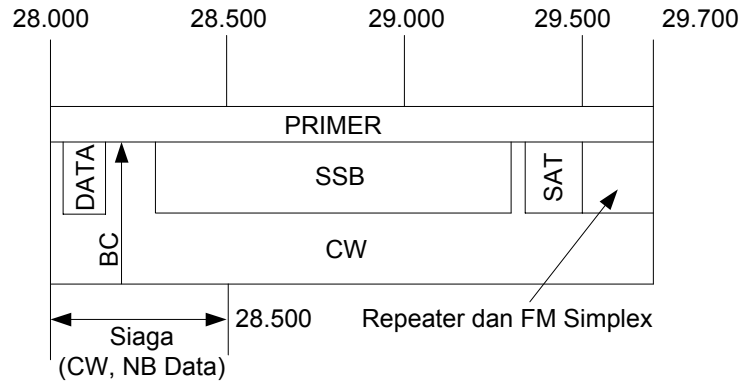 28.000 28.500 29.000 29.500 29.700
PRIMER
DATA
SSB
SAT
BC
CW
28.500
Repeater dan FM Simplex
Siaga
(CW, NB Data)